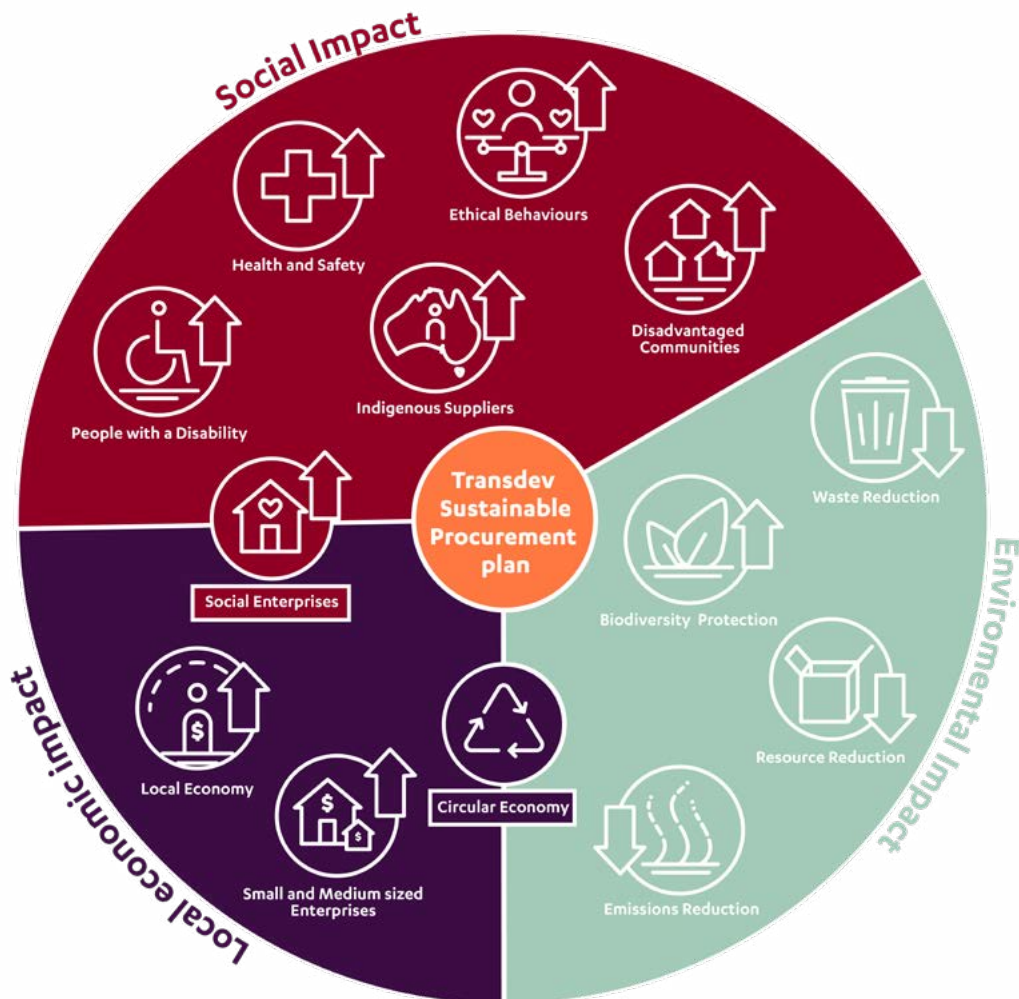 Social Impact
Ethical Behaviours
Health and Safety
Disadvantaged
Communities
Indigenous Suppliers
People with a Disability
Transdev
Sustainable
Procurement
plan
Waste Reduction
Social Enterprises
Biodiversity Protection
Enviromental Impact
Local economic impact
$
Local Economy
Resource Reduction
$
$
Circular Economy
Small and Medium sized
Enterprises
Emissions Reduction